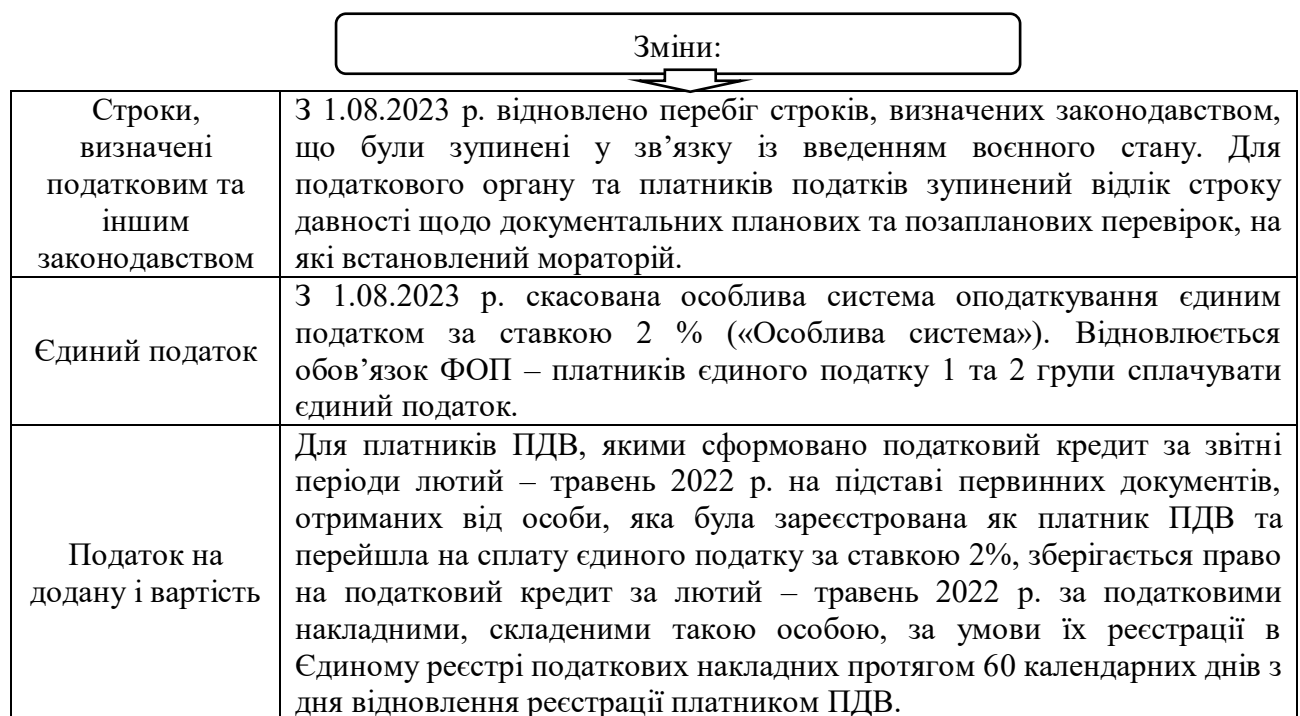 Зміни:
Строки,
визначені
податковим та
іншим
законодавством
З 1.08.2023 р. відновлено перебіг строків, визначених законодавством,
що були зупинені у зв’язку із введенням воєнного стану. Для
податкового органу та платників податків зупинений відлік строку
давності щодо документальних планових та позапланових перевірок, на
які встановлений мораторій.
Єдиний податок
З 1.08.2023 р. скасована особлива система оподаткування єдиним
податком за ставкою 2 % («Особлива система»). Відновлюється
обов’язок ФОП – платників єдиного податку 1 та 2 групи сплачувати
єдиний податок.
Податок на
додану і вартість
Для платників ПДВ, якими сформовано податковий кредит за звітні
періоди лютий – травень 2022 р. на підставі первинних документів,
отриманих від особи, яка була зареєстрована як платник ПДВ та
перейшла на сплату єдиного податку за ставкою 2%, зберігається право
на податковий кредит за лютий – травень 2022 р. за податковими
накладними, складеними такою особою, за умови їх реєстрації в
Єдиному реєстрі податкових накладних протягом 60 календарних днів з
дня відновлення реєстрації платником ПДВ.